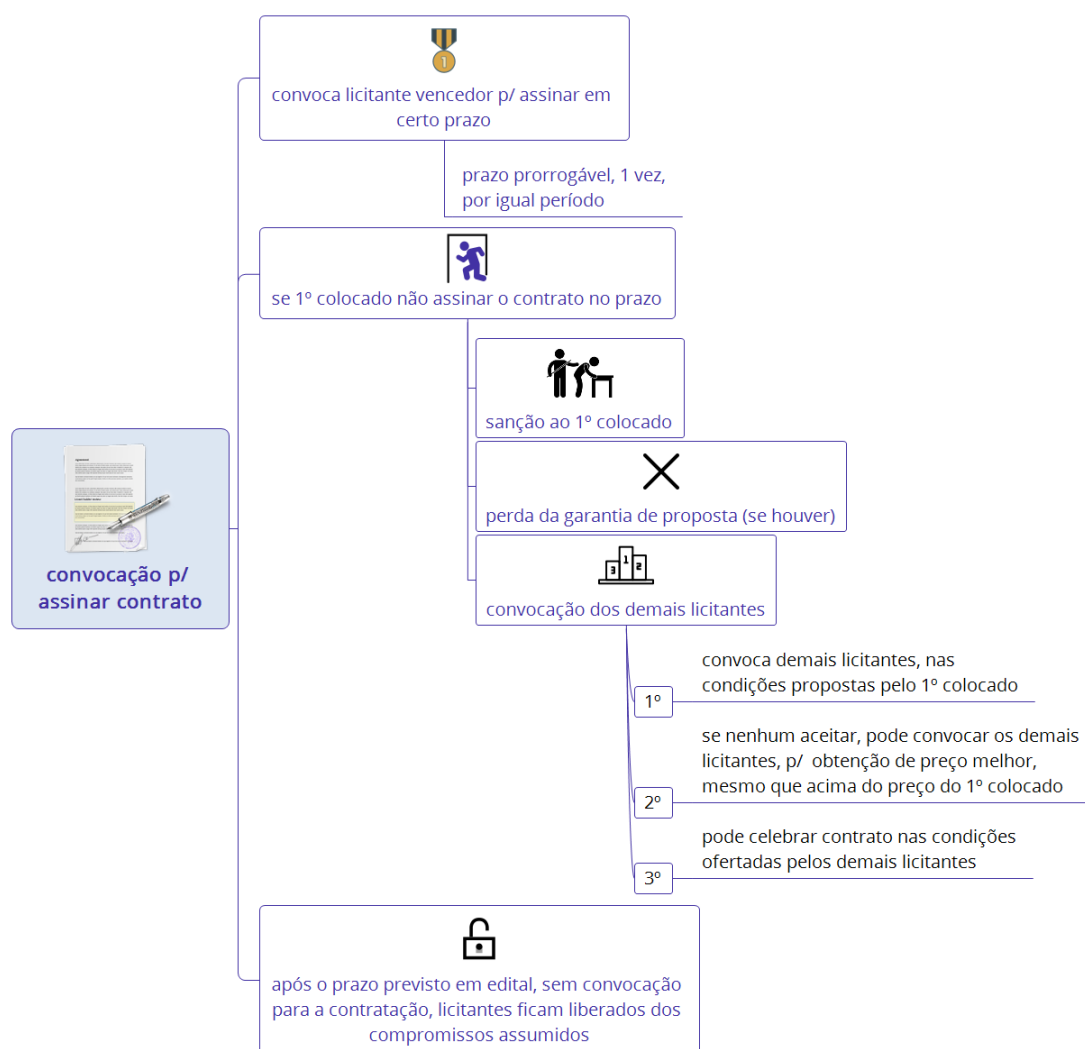 1
convoca licitante vencedor p/ assinar em
certo prazo
prazo prorrogável, 1 vez,
por igual período
se 1º colocado não assinar o contrato no prazo
sanção ao 1º colocado
perda da garantia de proposta (se houver)
3 1 2
convocação dos demais licitantes
convocação p/
assinar contrato
1º
convoca demais licitantes, nas
condições propostas pelo 1º colocado
2º
se nenhum aceitar, pode convocar os demais
licitantes, p/ obtenção de preço melhor,
mesmo que acima do preço do 1º colocado
3º
pode celebrar contrato nas condições
ofertadas pelos demais licitantes
após o prazo previsto em edital, sem convocação
para a contratação, licitantes ficam liberados dos
compromissos assumidos